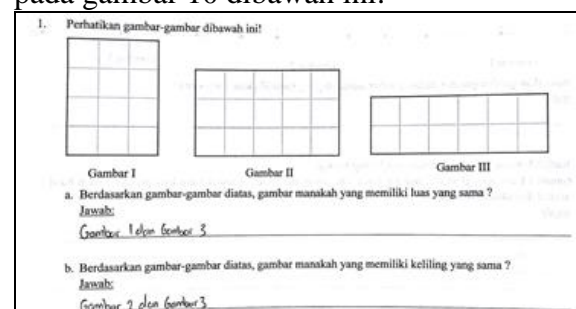 pada gambar 10 dibawah ini:
1. Perhatikan gambar-gambar dibawah ini!
Gambar I
Gambar II
Gambar III
a. Berdasarkan gambar-gambar diatas, gambar manakah yang memiliki luas yang sama ?
Jawab:
Gambar 1 dan Gambar 3
b. Berdasarkan gambar-gambar diatas, gambar manakah yang memiliki keliling yang sama ?
Jawab:
Gambar 2 dan Gambar 3